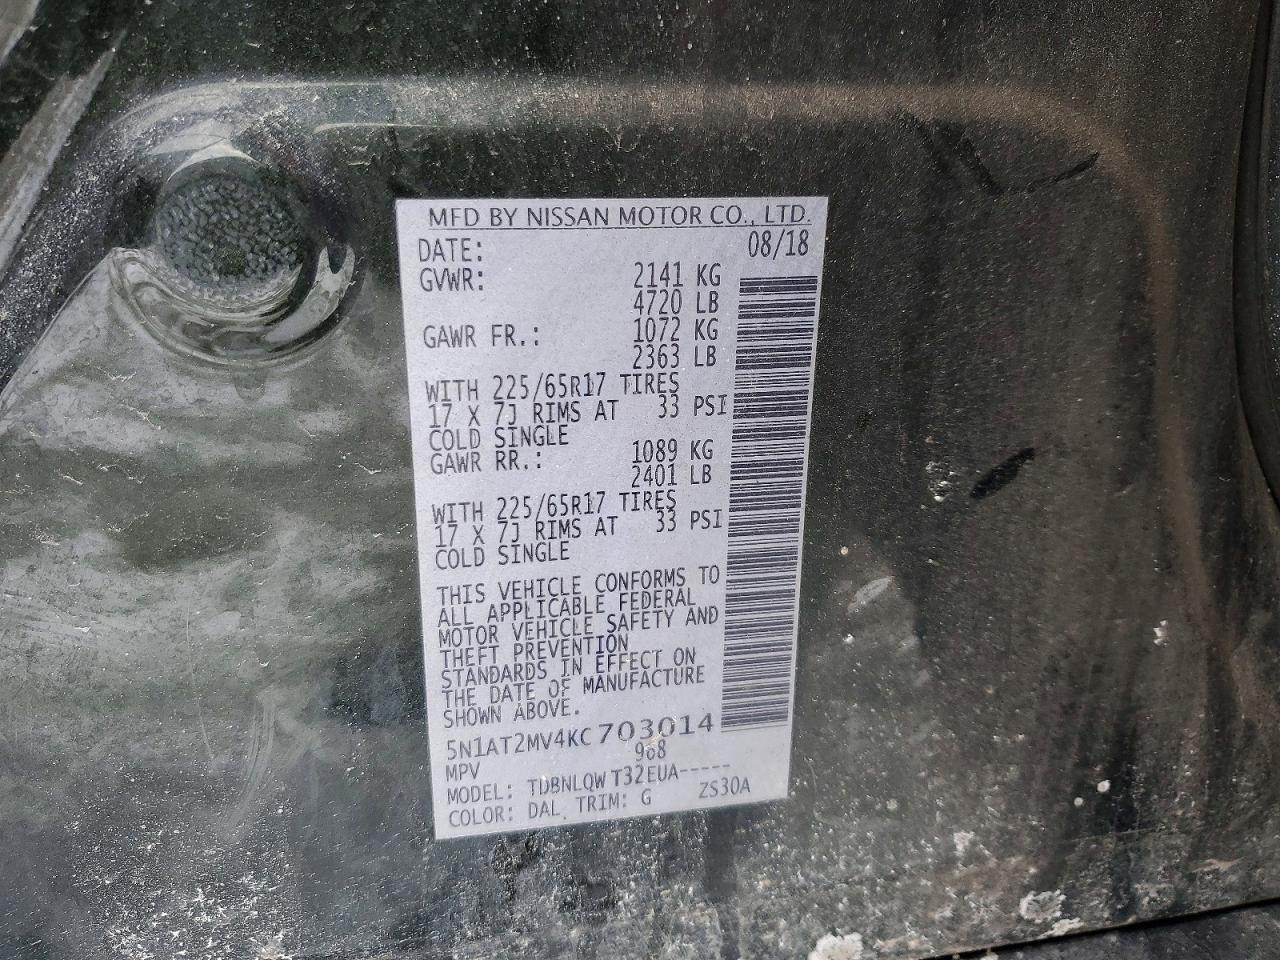 MFD BY NISSAN MOTOR CO., LTD.
DATE: 08/18
GVWR: 2141 KG
4720 LB
GAWR FR.: 1072 KG
2363 LB
WITH 225/65R17 TIRES
17 X 7J RIMS AT 33 PSI
COLD SINGLE
GAWR RR.: 1089 KG
2401 LB
WITH 225/65R17 TIRES
17 X 7J RIMS AT 33 PSI
COLD SINGLE
THIS VEHICLE CONFORMS TO
ALL APPLICABLE FEDERAL
MOTOR VEHICLE SAFETY AND
THEFT PREVENTION
STANDARDS IN EFFECT ON
THE DATE OF MANUFACTURE
SHOWN ABOVE.
5N1AT2MV4KC703014
MPV 908
MODEL: TDBNLQWT32EUA-----
COLOR: DAL TRIM: G ZS30A